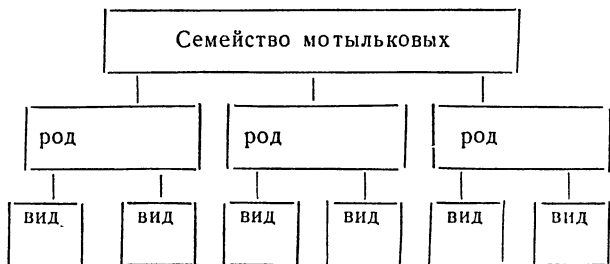 Семейство мотыльковых
род род род
вид вид вид вид вид вид